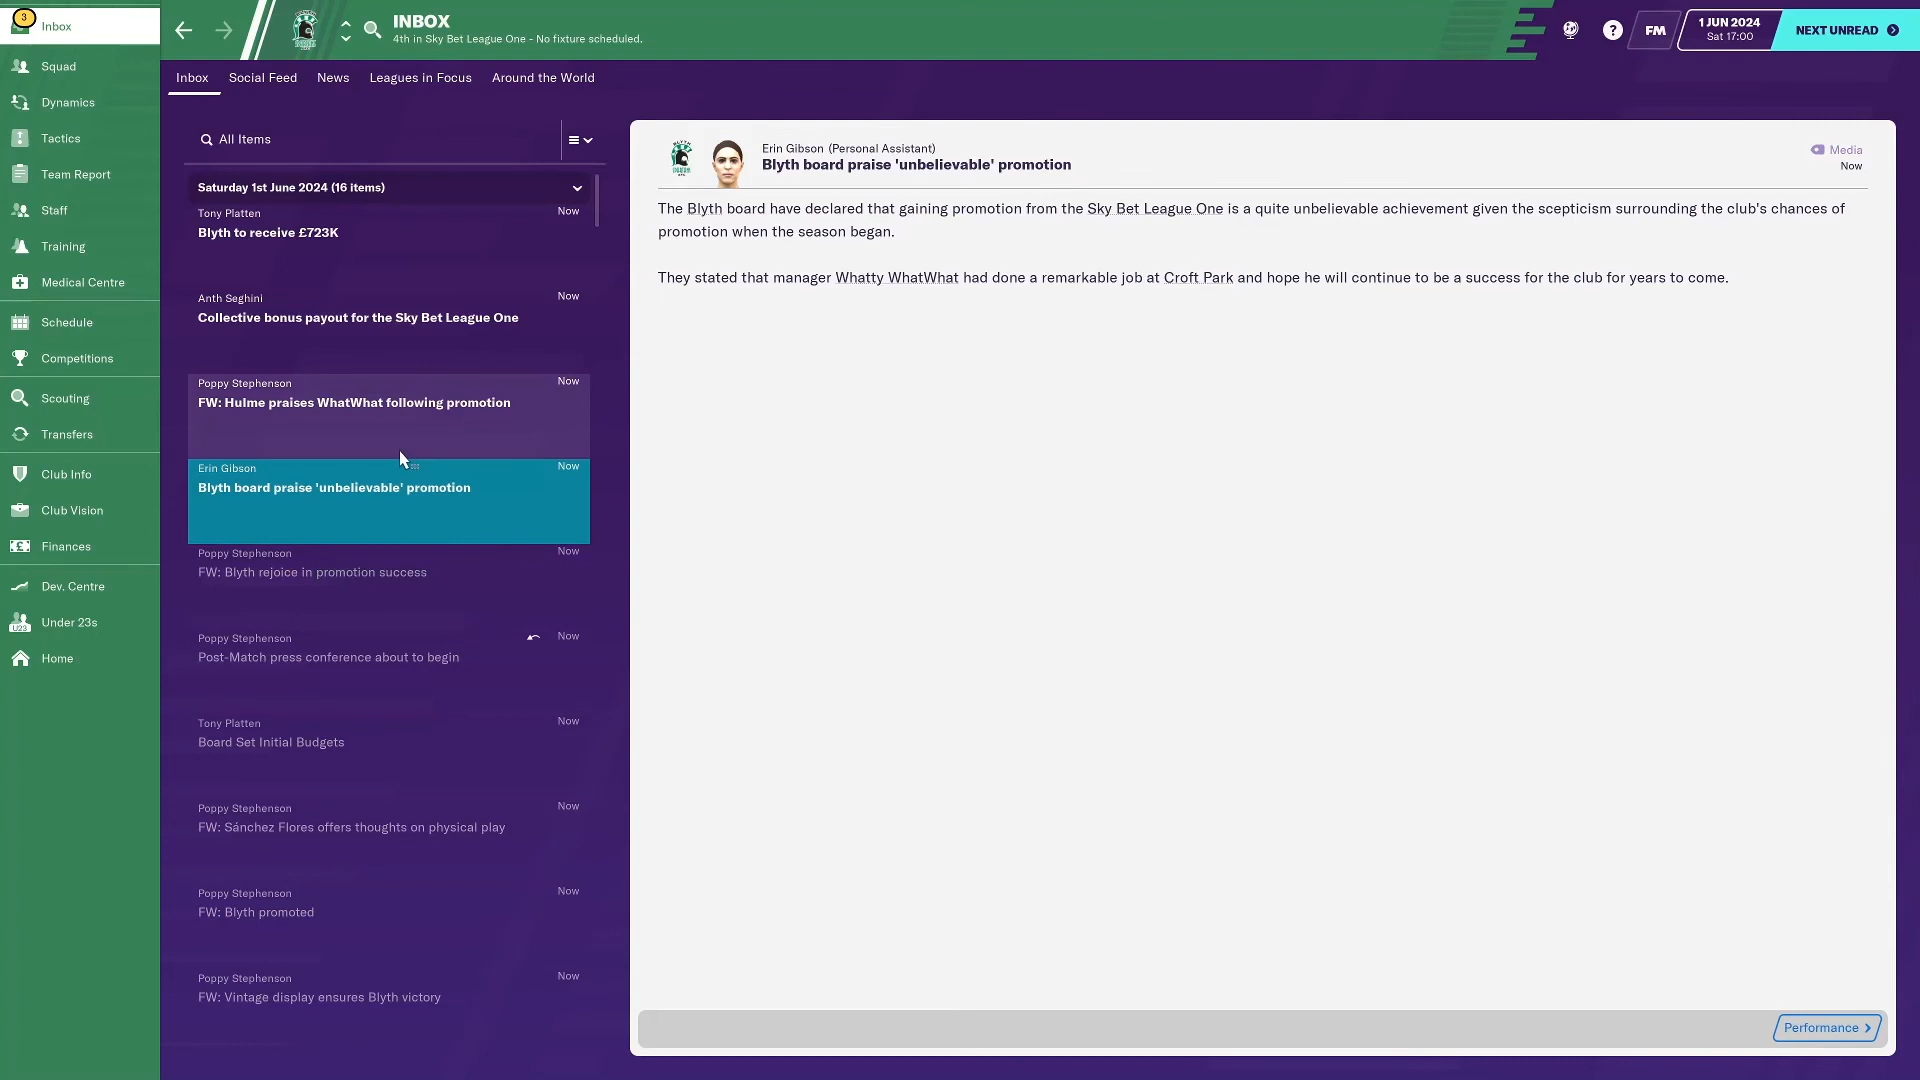 3
Inbox
Squad
Dynamics
Tactics
Team Report
Staff
Training
Medical Centre
Schedule
Competitions
Scouting
Transfers
Club Info
Club Vision
Finances
Dev. Centre
U23
Under 23s
Home
INBOX
4th in Sky Bet League One - No fixture scheduled.
?
FM
1 JUN 2024
Sat 17:00
NEXT UNREAD
Inbox Social Feed News Leagues in Focus Around the World
All Items
Saturday 1st June 2024 (16 items)
Tony Platten Now
Blyth to receive £723K
Anth Seghini Now
Collective bonus payout for the Sky Bet League One
Poppy Stephenson Now
FW: Hulme praises WhatWhat following promotion
Erin Gibson Now
Blyth board praise 'unbelievable' promotion
Poppy Stephenson Now
FW: Blyth rejoice in promotion success
Poppy Stephenson Now
Post-Match press conference about to begin
Tony Platten Now
Board Set Initial Budgets
Poppy Stephenson Now
FW: Sánchez Flores offers thoughts on physical play
Poppy Stephenson Now
FW: Blyth promoted
Poppy Stephenson Now
FW: Vintage display ensures Blyth victory
Erin Gibson (Personal Assistant)
Blyth board praise 'unbelievable' promotion
Media
Now
The Blyth board have declared that gaining promotion from the Sky Bet League One is a quite unbelievable achievement given the scepticism surrounding the club's chances of
promotion when the season began.
They stated that manager Whatty WhatWhat had done a remarkable job at Croft Park and hope he will continue to be a success for the club for years to come.
Performance